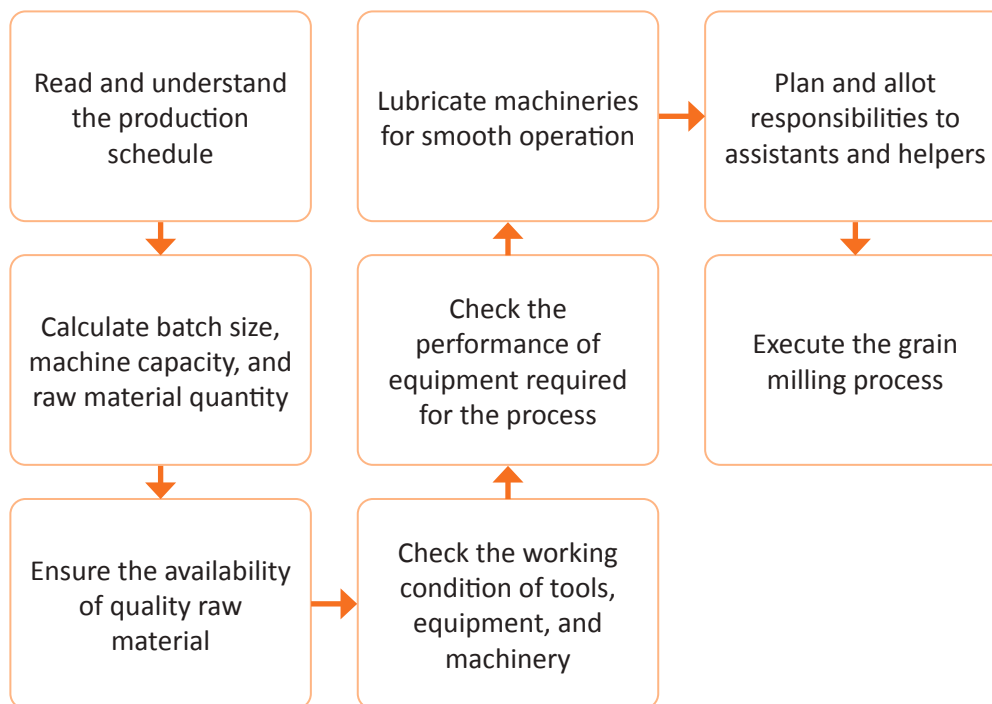 Read and understand
the production
schedule
Calculate batch size,
machine capacity, and
raw material quantity
Ensure the availability
of quality raw
material
Check the working
condition of tools,
equipment, and
machinery
Check the
performance of
equipment required
for the process
Lubricate machineries
for smooth operation
Plan and allot
responsibilities to
assistants and helpers
Execute the grain
milling process